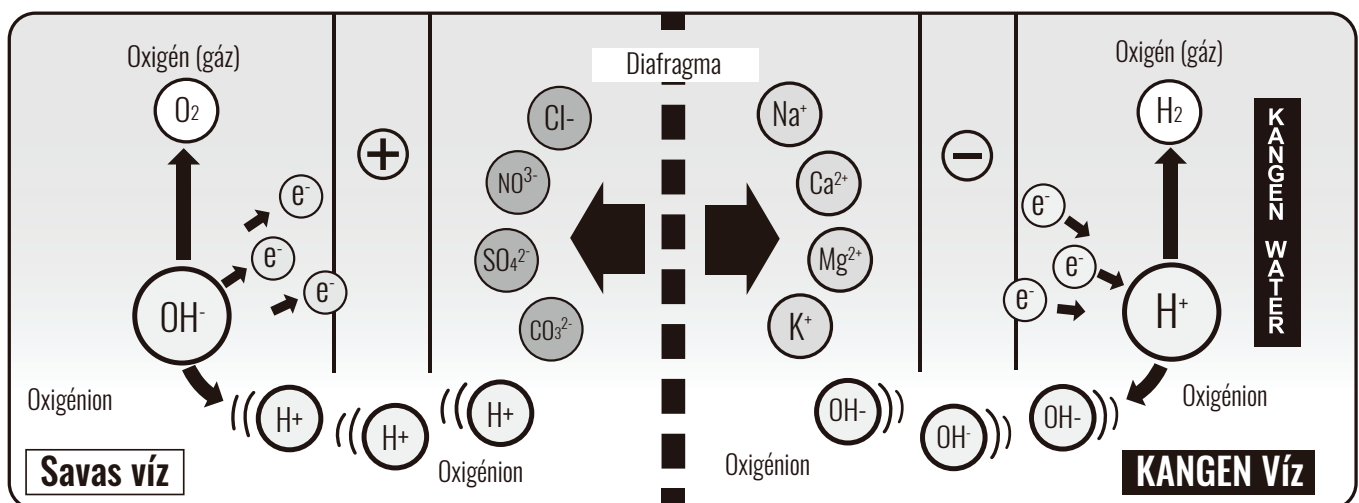 Oxigén (gáz)
O2
OH-
e-
e-
e-
+
Cl-
NO3-
SO42-
CO32-
Diafragma
Na+
Ca2+
Mg2+
K+
−
Oxigén (gáz)
H2
e-
e-
e-
H+
KANGEN WATER
Oxigénion
H+
H+
H+
Oxigénion
OH-
OH-
OH-
Oxigénion
Oxigénion
Savas víz
KANGEN Víz